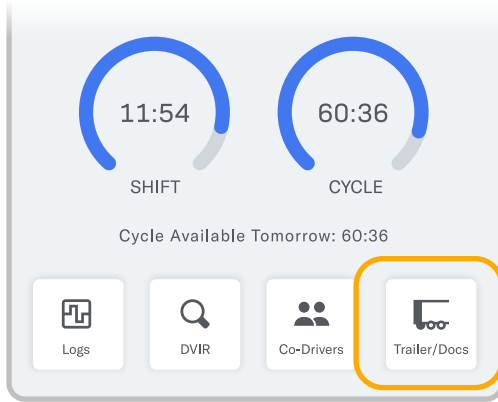 11:54 60:36
SHIFT CYCLE
Cycle Available Tomorrow: 60:36
Logs DVIR Co-Drivers Trailer/Docs